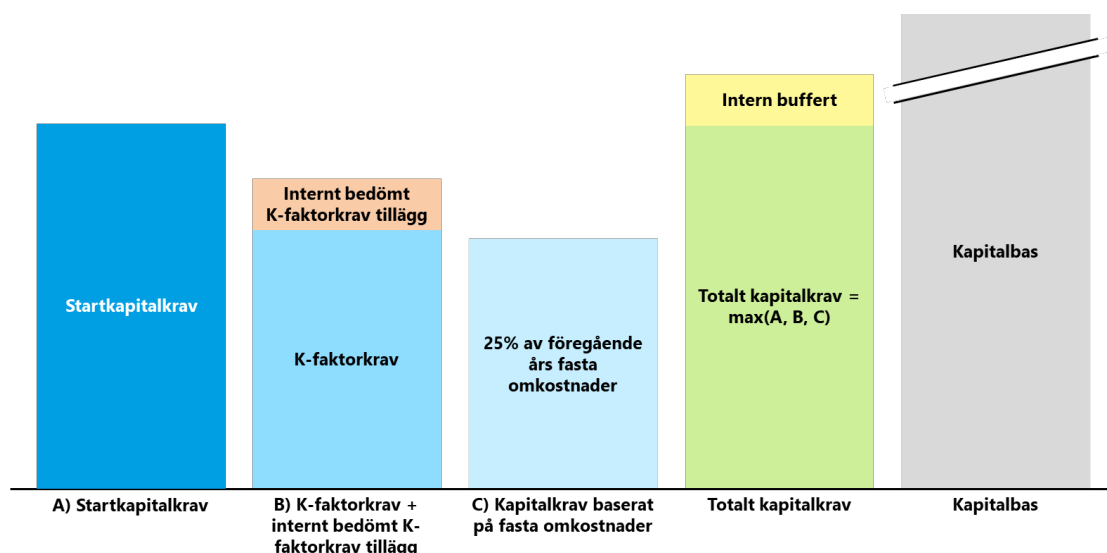 Intern buffert
Internt bedömt
K-faktorkrav tillägg
Startkapitalkrav
K-faktorkrav
25% av föregående
års fasta
omkostnader
Totalt kapitalkrav =
max(A, B, C)
Kapitalbas
A) Startkapitalkrav
B) K-faktorkrav +
internt bedömt K-
faktorkrav tillägg
C) Kapitalkrav baserat
på fasta omkostnader
Totalt kapitalkrav
Kapitalbas